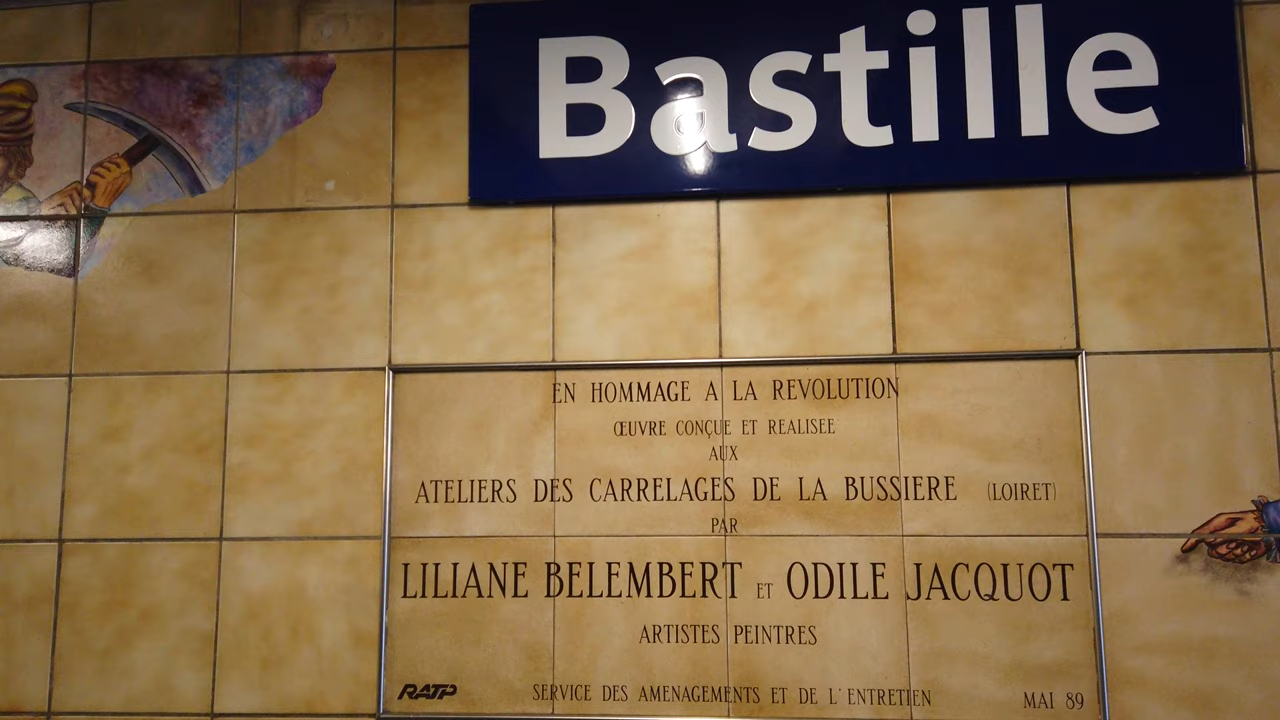 Bastille
EN HOMMAGE A LA REVOLUTION
ŒUVRE CONÇUE ET REALISEE
AUX
ATELIERS DES CARRELAGES DE LA BUSSIERE (LOIRET)
PAR
LILIANE BELEMBERT ET ODILE JACQUOT
ARTISTES PEINTRES
RATP SERVICE DES AMENAGEMENTS ET DE L'ENTRETIEN MAI 89